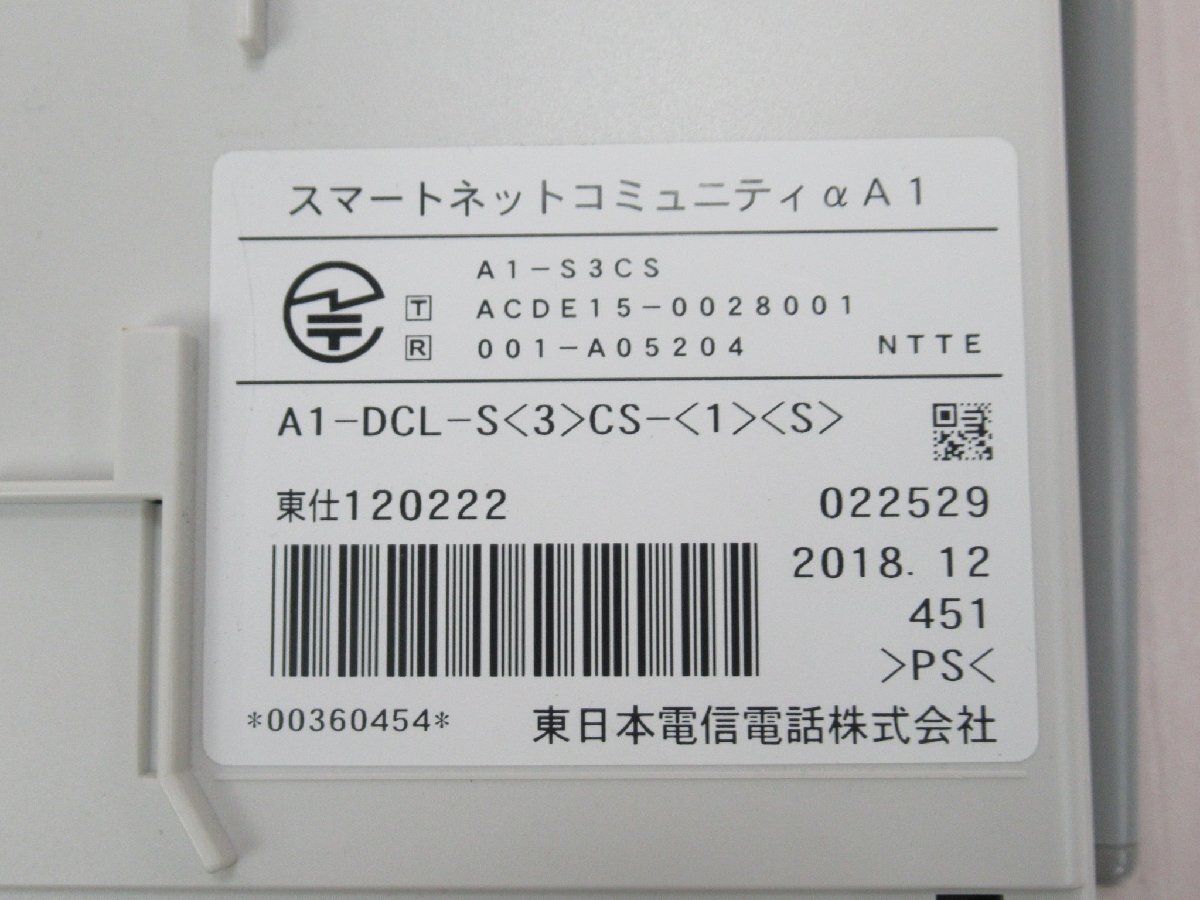 スマートネットコミュニティαA1
A1-S3CS
T ACDE15-0028001
R 001-A05204 NTTE
A1-DCL-S<3>CS-<1><S>
東仕120222 022529
2018.12
451
>PS<
*00360454* 東日本電信電話株式会社